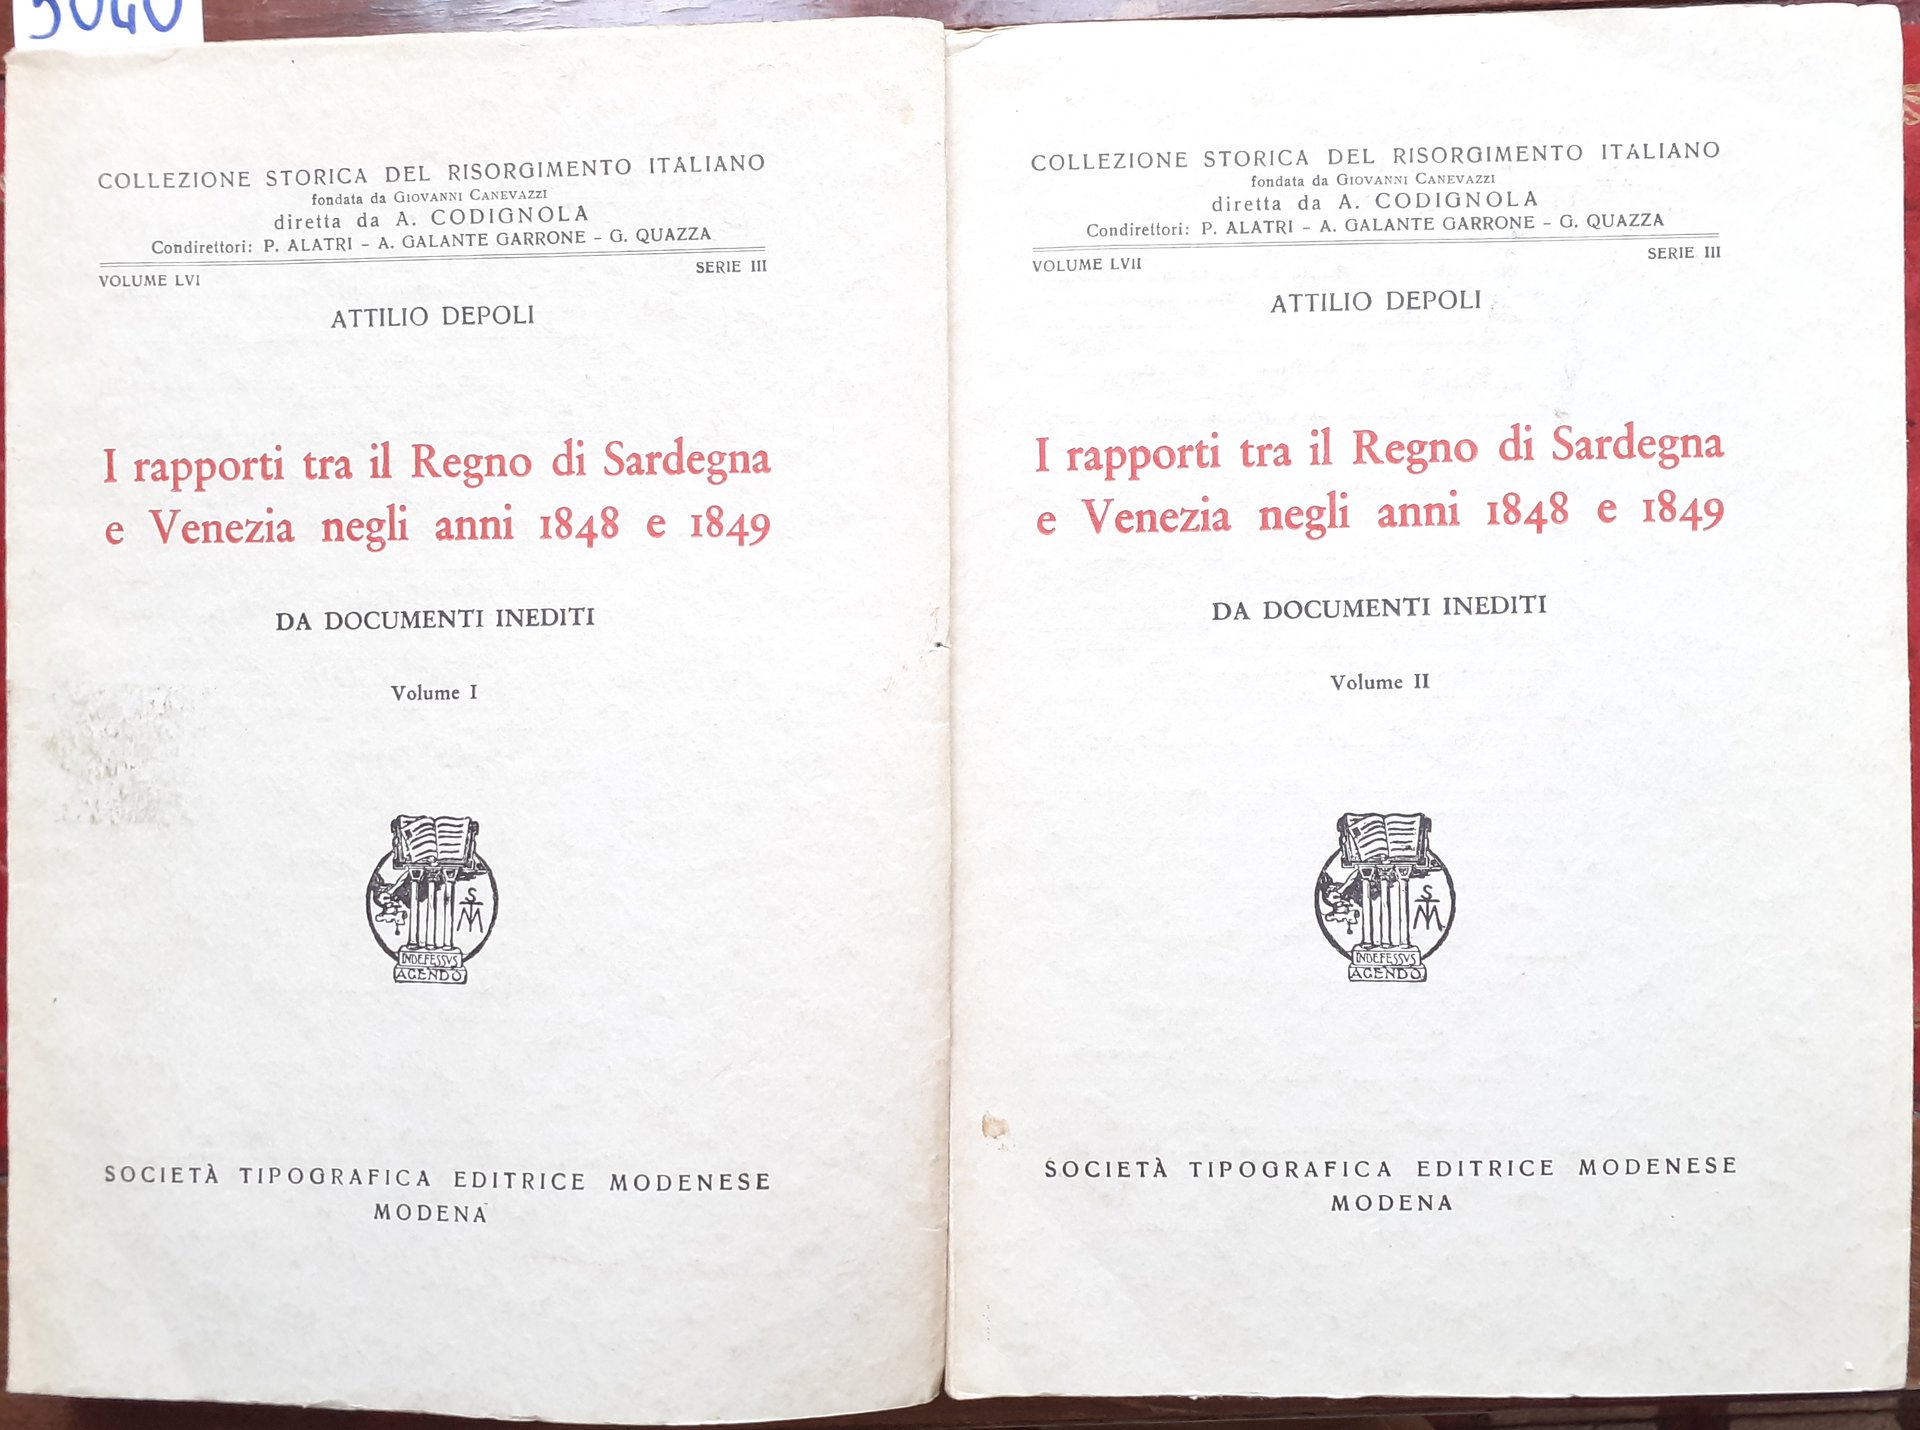 5040
COLLEZIONE STORICA DEL RISORGIMENTO ITALIANO
fondata da GIOVANNI CANEVAZZI
diretta da A. CODIGNOLA
Condirettori: P. ALATRI - A. GALANTE GARRONE - G. QUAZZA
VOLUME LVI SERIE III
ATTILIO DEPOLI
I rapporti tra il Regno di Sardegna
e Venezia negli anni 1848 e 1849
DA DOCUMENTI INEDITI
Volume I
S
M
INDEFESSVS
AGENDO
SOCIETÀ TIPOGRAFICA EDITRICE MODENESE
MODENA
COLLEZIONE STORICA DEL RISORGIMENTO ITALIANO
fondata da GIOVANNI CANEVAZZI
diretta da A. CODIGNOLA
Condirettori: P. ALATRI - A. GALANTE GARRONE - G. QUAZZA
VOLUME LVII SERIE III
ATTILIO DEPOLI
I rapporti tra il Regno di Sardegna
e Venezia negli anni 1848 e 1849
DA DOCUMENTI INEDITI
Volume II
S
M
INDEFESSVS
AGENDO
SOCIETÀ TIPOGRAFICA EDITRICE MODENESE
MODENA